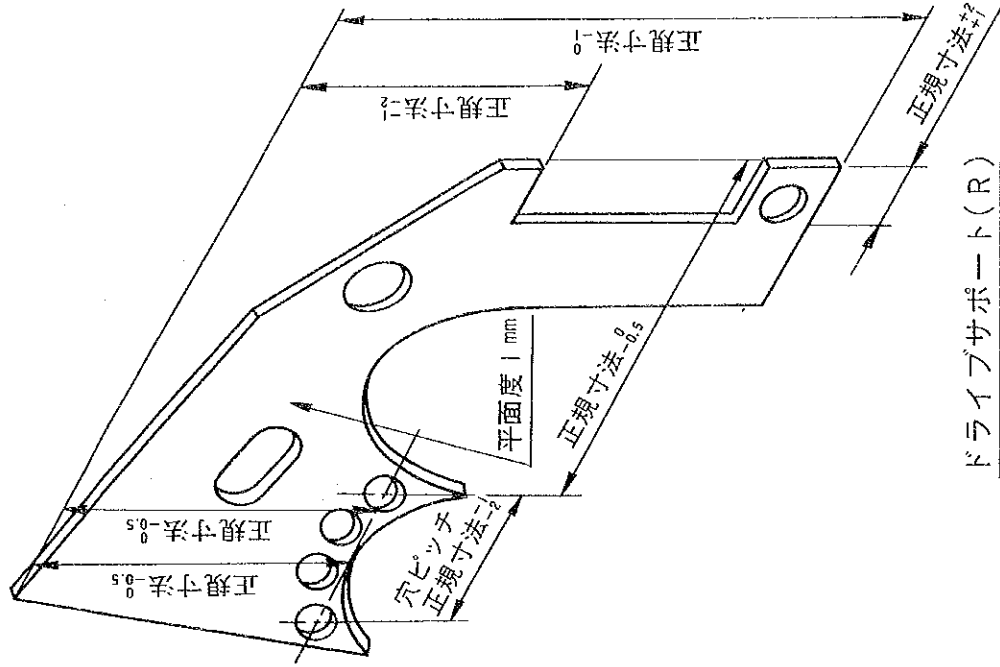 正規寸法 0 -1
正規寸法 -1 -2
正規寸法 +2 +1
正規寸法 0 -0.5
正規寸法 0 -0.5
平面度 1 mm
正規寸法 0 -0.5
穴ピッチ
正規寸法 -1 -2
ドライブサポート(R)